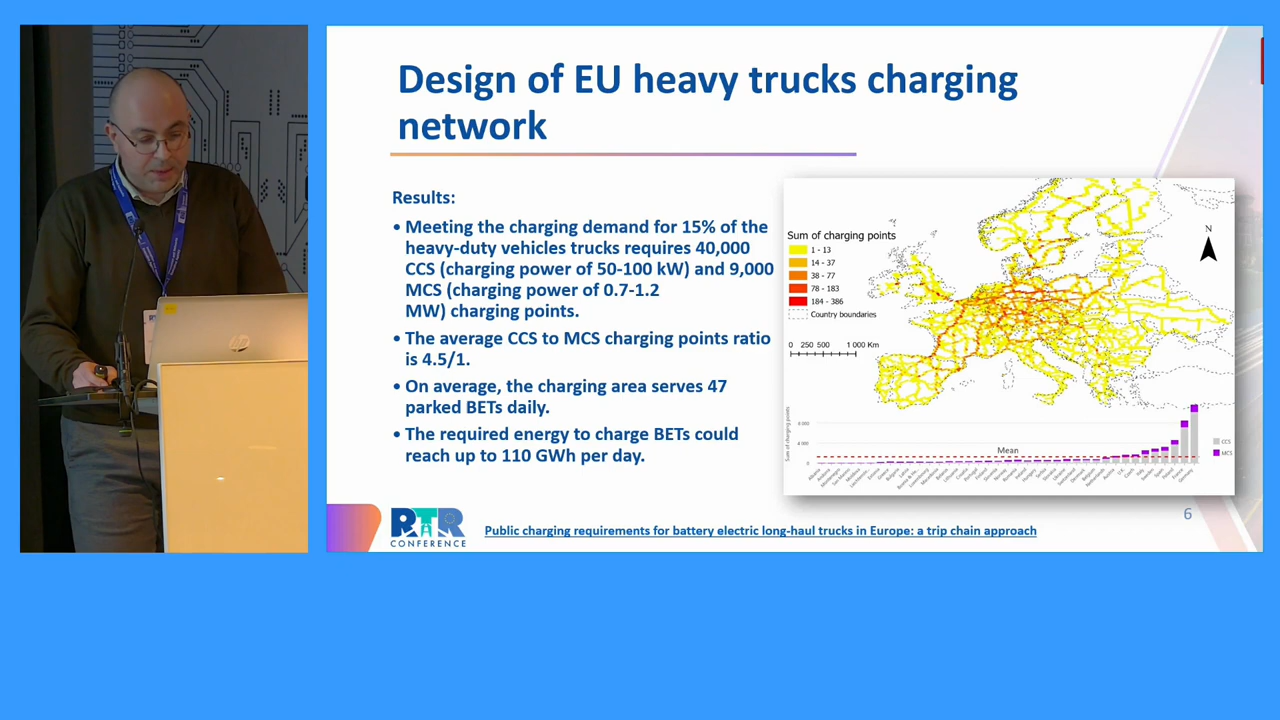 Design of EU heavy trucks charging
network
Results:
• Meeting the charging demand for 15% of the
heavy-duty vehicles trucks requires 40,000
CCS (charging power of 50-100 kW) and 9,000
MCS (charging power of 0.7-1.2
MW) charging points.
• The average CCS to MCS charging points ratio
is 4.5/1.
• On average, the charging area serves 47
parked BETs daily.
• The required energy to charge BETs could
reach up to 110 GWh per day.
Sum of charging points
1 - 13
14 - 37
38 - 77
78 - 183
184 - 386
Country boundaries
0 250 500 1 000 Km
N
Sum of charging points
8 000
4 000
0
Mean
CCS
MCS
6
RTR
CONFERENCE
Public charging requirements for battery electric long-haul trucks in Europe: a trip chain approach
hp